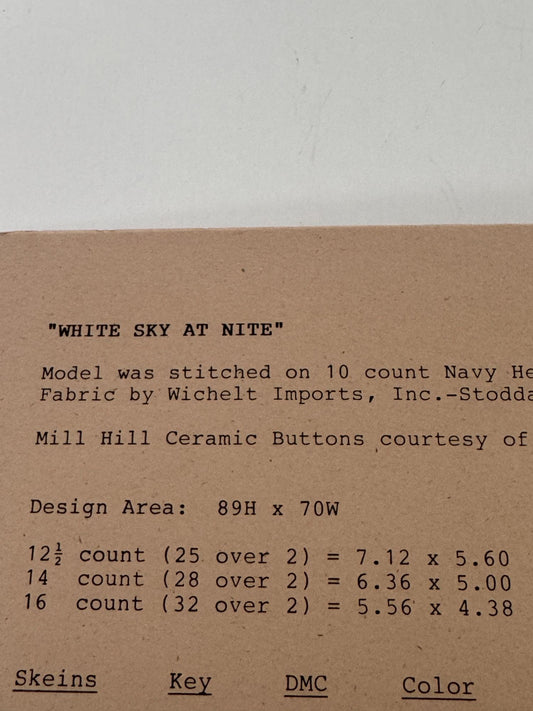 "WHITE SKY AT NITE"
Model was stitched on 10 count Navy
Fabric by Wichelt Imports, Inc.
Mill Hill Ceramic Buttons courtesy of
Design Area: 89H x 70W
12½ count (25 over 2) = 7.12 x 5.60
14 count (28 over 2) = 6.36 x 5.00
16 count (32 over 2) = 5.56 x 4.38
Skeins Key DMC Color